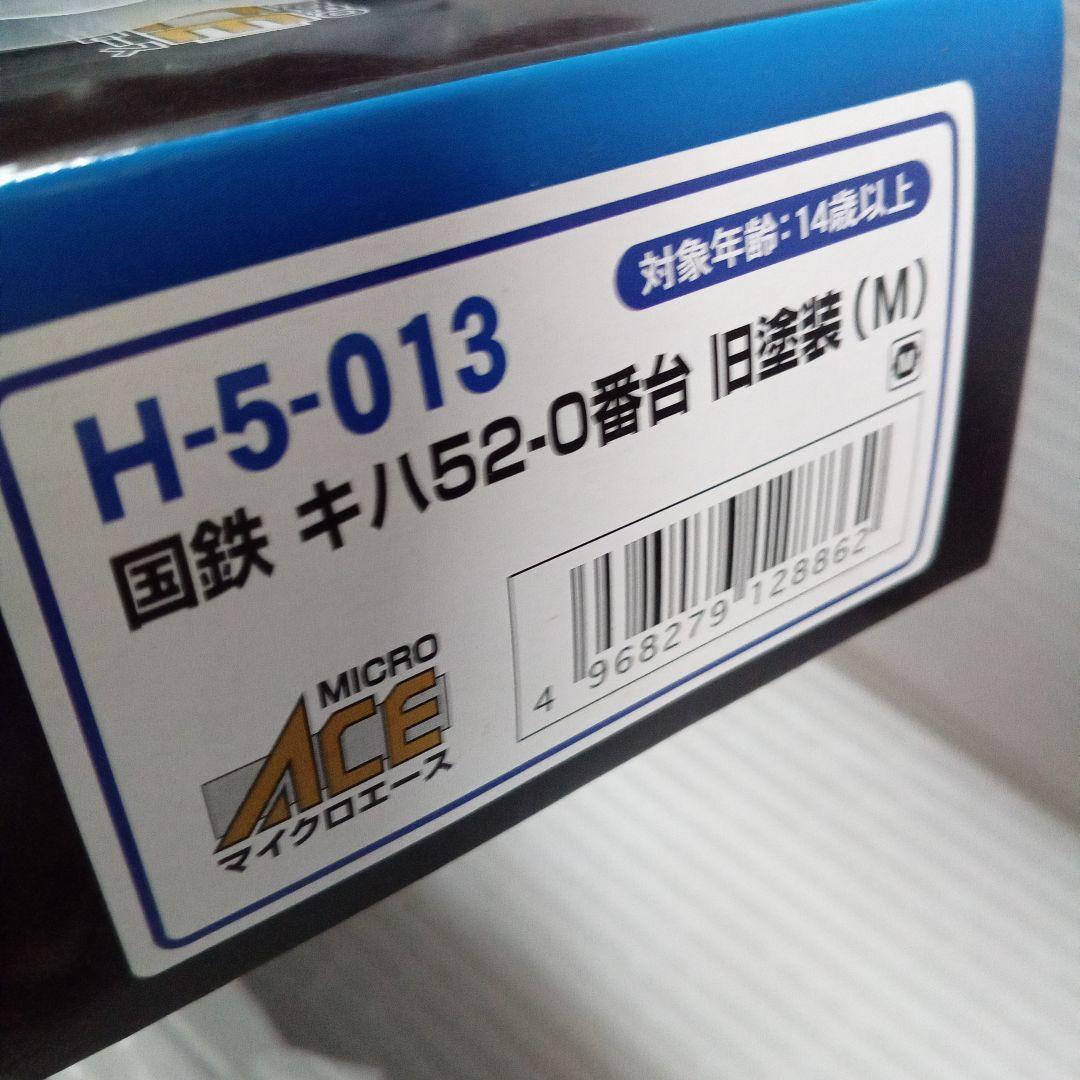 対象年齢:14歳以上
H-5-013
国鉄 キハ52-0番台 旧塗装(M)
4 968279 128862
MICRO
ACE
マイクロエース